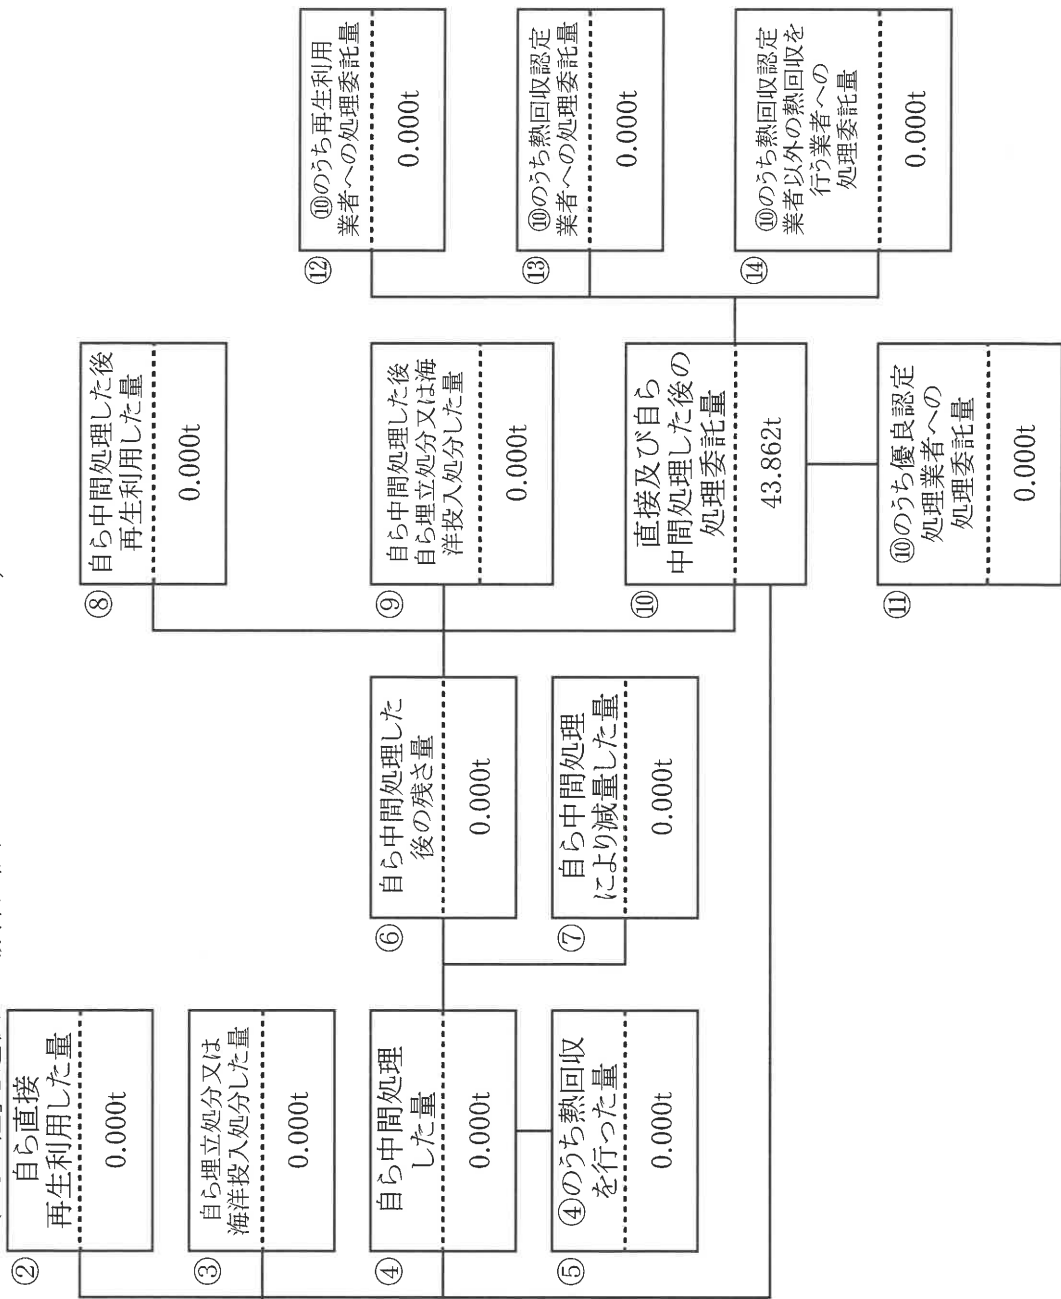 ②
自ら直接
再生利用した量
0.000t
③
自ら埋立処分又は
海洋投入処分した量
0.000t
④
自ら中間処理
した量
0.000t
⑤
④のうち熱回収
を行った量
0.000t
⑥
自ら中間処理した
後の残さ量
0.000t
⑦
自ら中間処理
により減量した量
0.000t
⑧
自ら中間処理した後
再生利用した量
0.000t
⑨
自ら中間処理した後
自ら埋立処分又は海
洋投入処分した量
0.000t
⑩
直接及び自ら
中間処理した後の
処理委託量
43.862t
⑪
⑩のうち優良認定
処理業者への
処理委託量
0.000t
⑫
⑩のうち再生利用
業者への処理委託量
0.000t
⑬
⑩のうち熱回収認定
業者への処理委託量
0.000t
⑭
⑩のうち熱回収認定
業者以外の熱回収を
行う業者への
処理委託量
0.000t